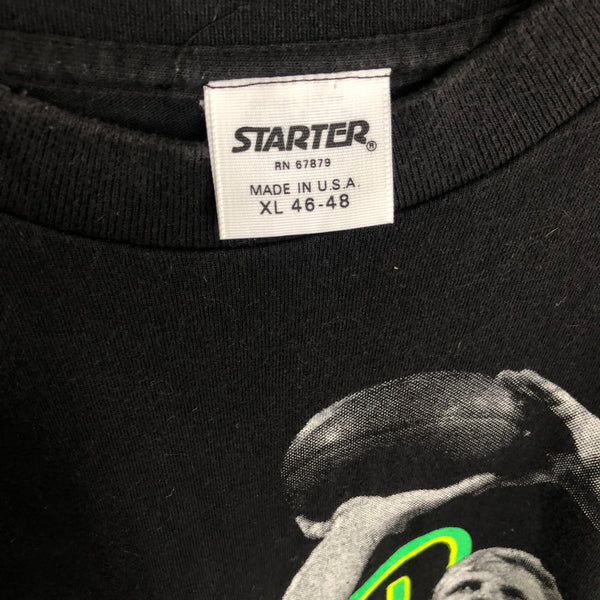 STARTER®
RN 67879
MADE IN U.S.A.
XL 46-48